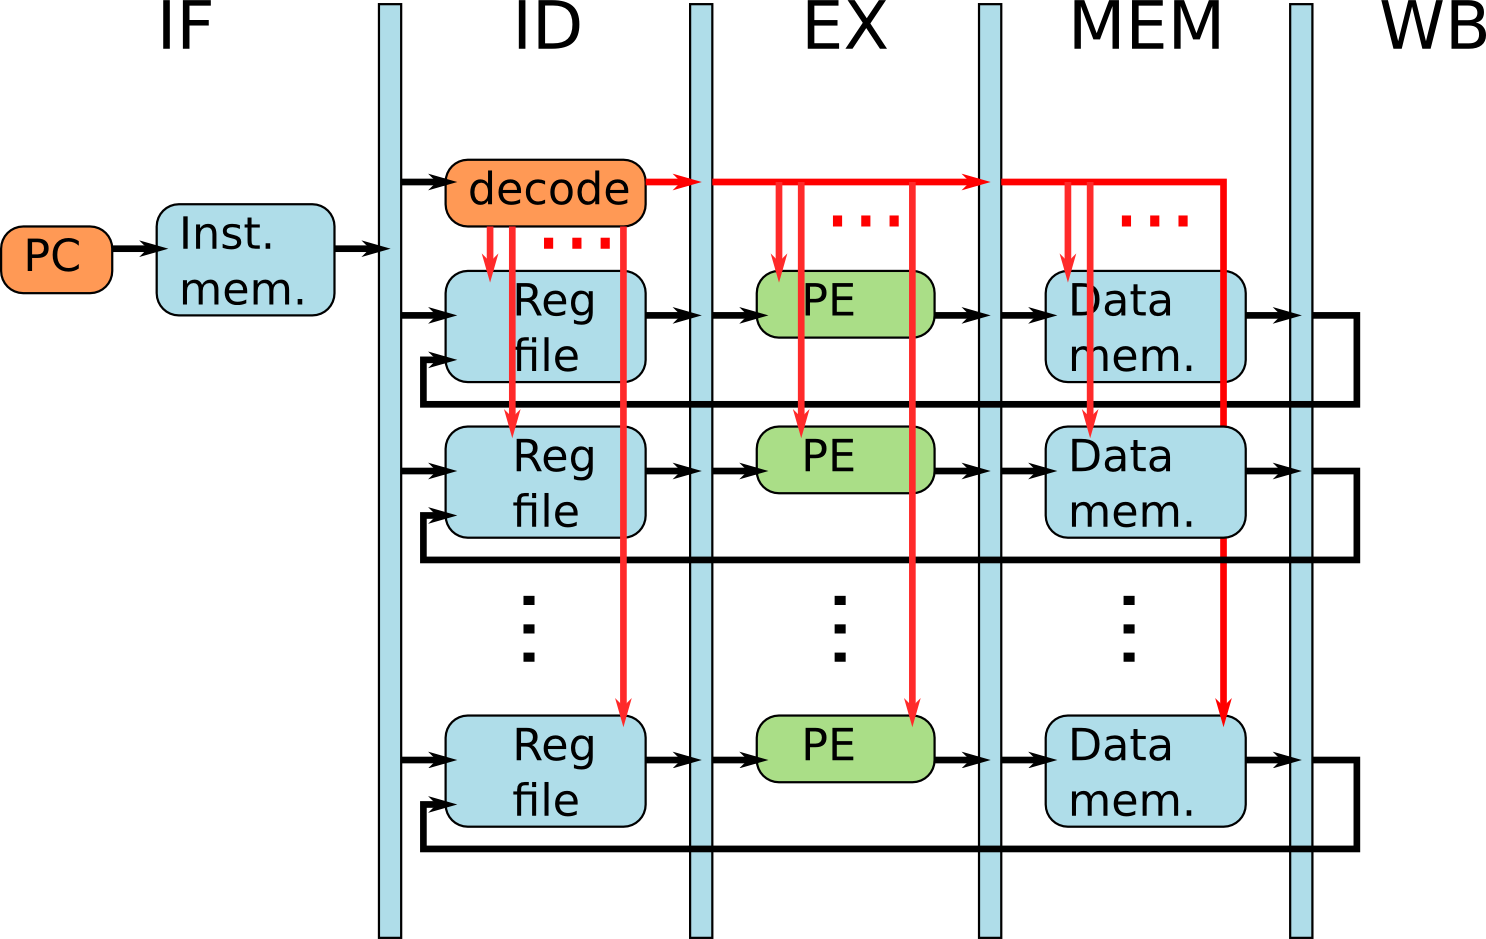 IF
ID
EX
MEM
WB
decode
PC
Inst.
mem.
Reg
file
PE
Data
mem.
Reg
file
PE
Data
mem.
Reg
file
PE
Data
mem.